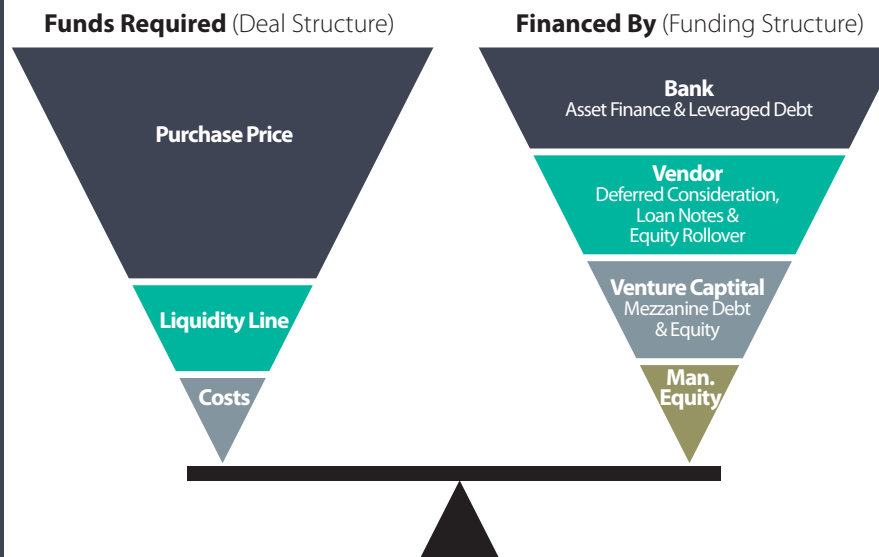 Funds Required (Deal Structure)
Purchase Price
Liquidity Line
Costs
Financed By (Funding Structure)
Bank
Asset Finance & Leveraged Debt
Vendor
Deferred Consideration,
Loan Notes &
Equity Rollover
Venture Captital
Mezzanine Debt
& Equity
Man.
Equity